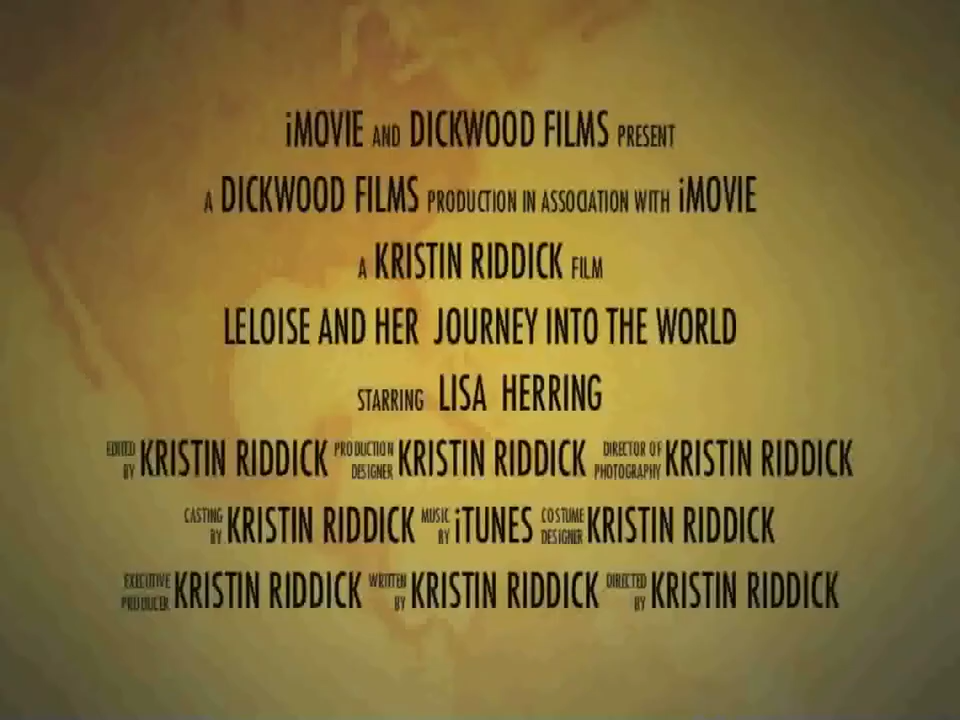 iMOVIE AND DICKWOOD FILMS PRESENT
A DICKWOOD FILMS PRODUCTION IN ASSOCIATION WITH iMOVIE
A KRISTIN RIDDICK FILM
LELOISE AND HER JOURNEY INTO THE WORLD
STARRING LISA HERRING
EDITED BY KRISTIN RIDDICK PRODUCTION DESIGNER KRISTIN RIDDICK DIRECTOR OF PHOTOGRAPHY KRISTIN RIDDICK
CASTING BY KRISTIN RIDDICK MUSIC BY iTUNES COSTUME DESIGNER KRISTIN RIDDICK
EXECUTIVE PRODUCER KRISTIN RIDDICK WRITTEN BY KRISTIN RIDDICK DIRECTED BY KRISTIN RIDDICK